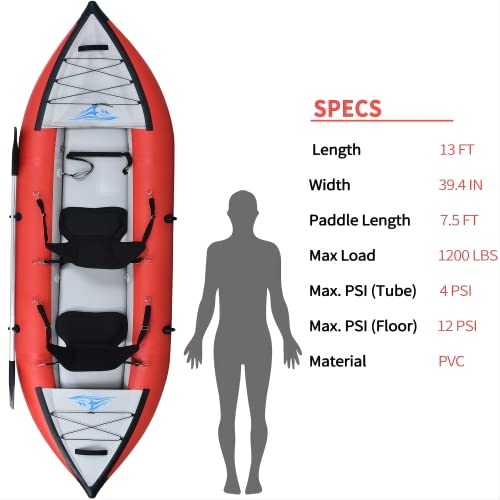 SPECS
Length 13 FT
Width 39.4 IN
Paddle Length 7.5 FT
Max Load 1200 LBS
Max. PSI (Tube) 4 PSI
Max. PSI (Floor) 12 PSI
Material PVC